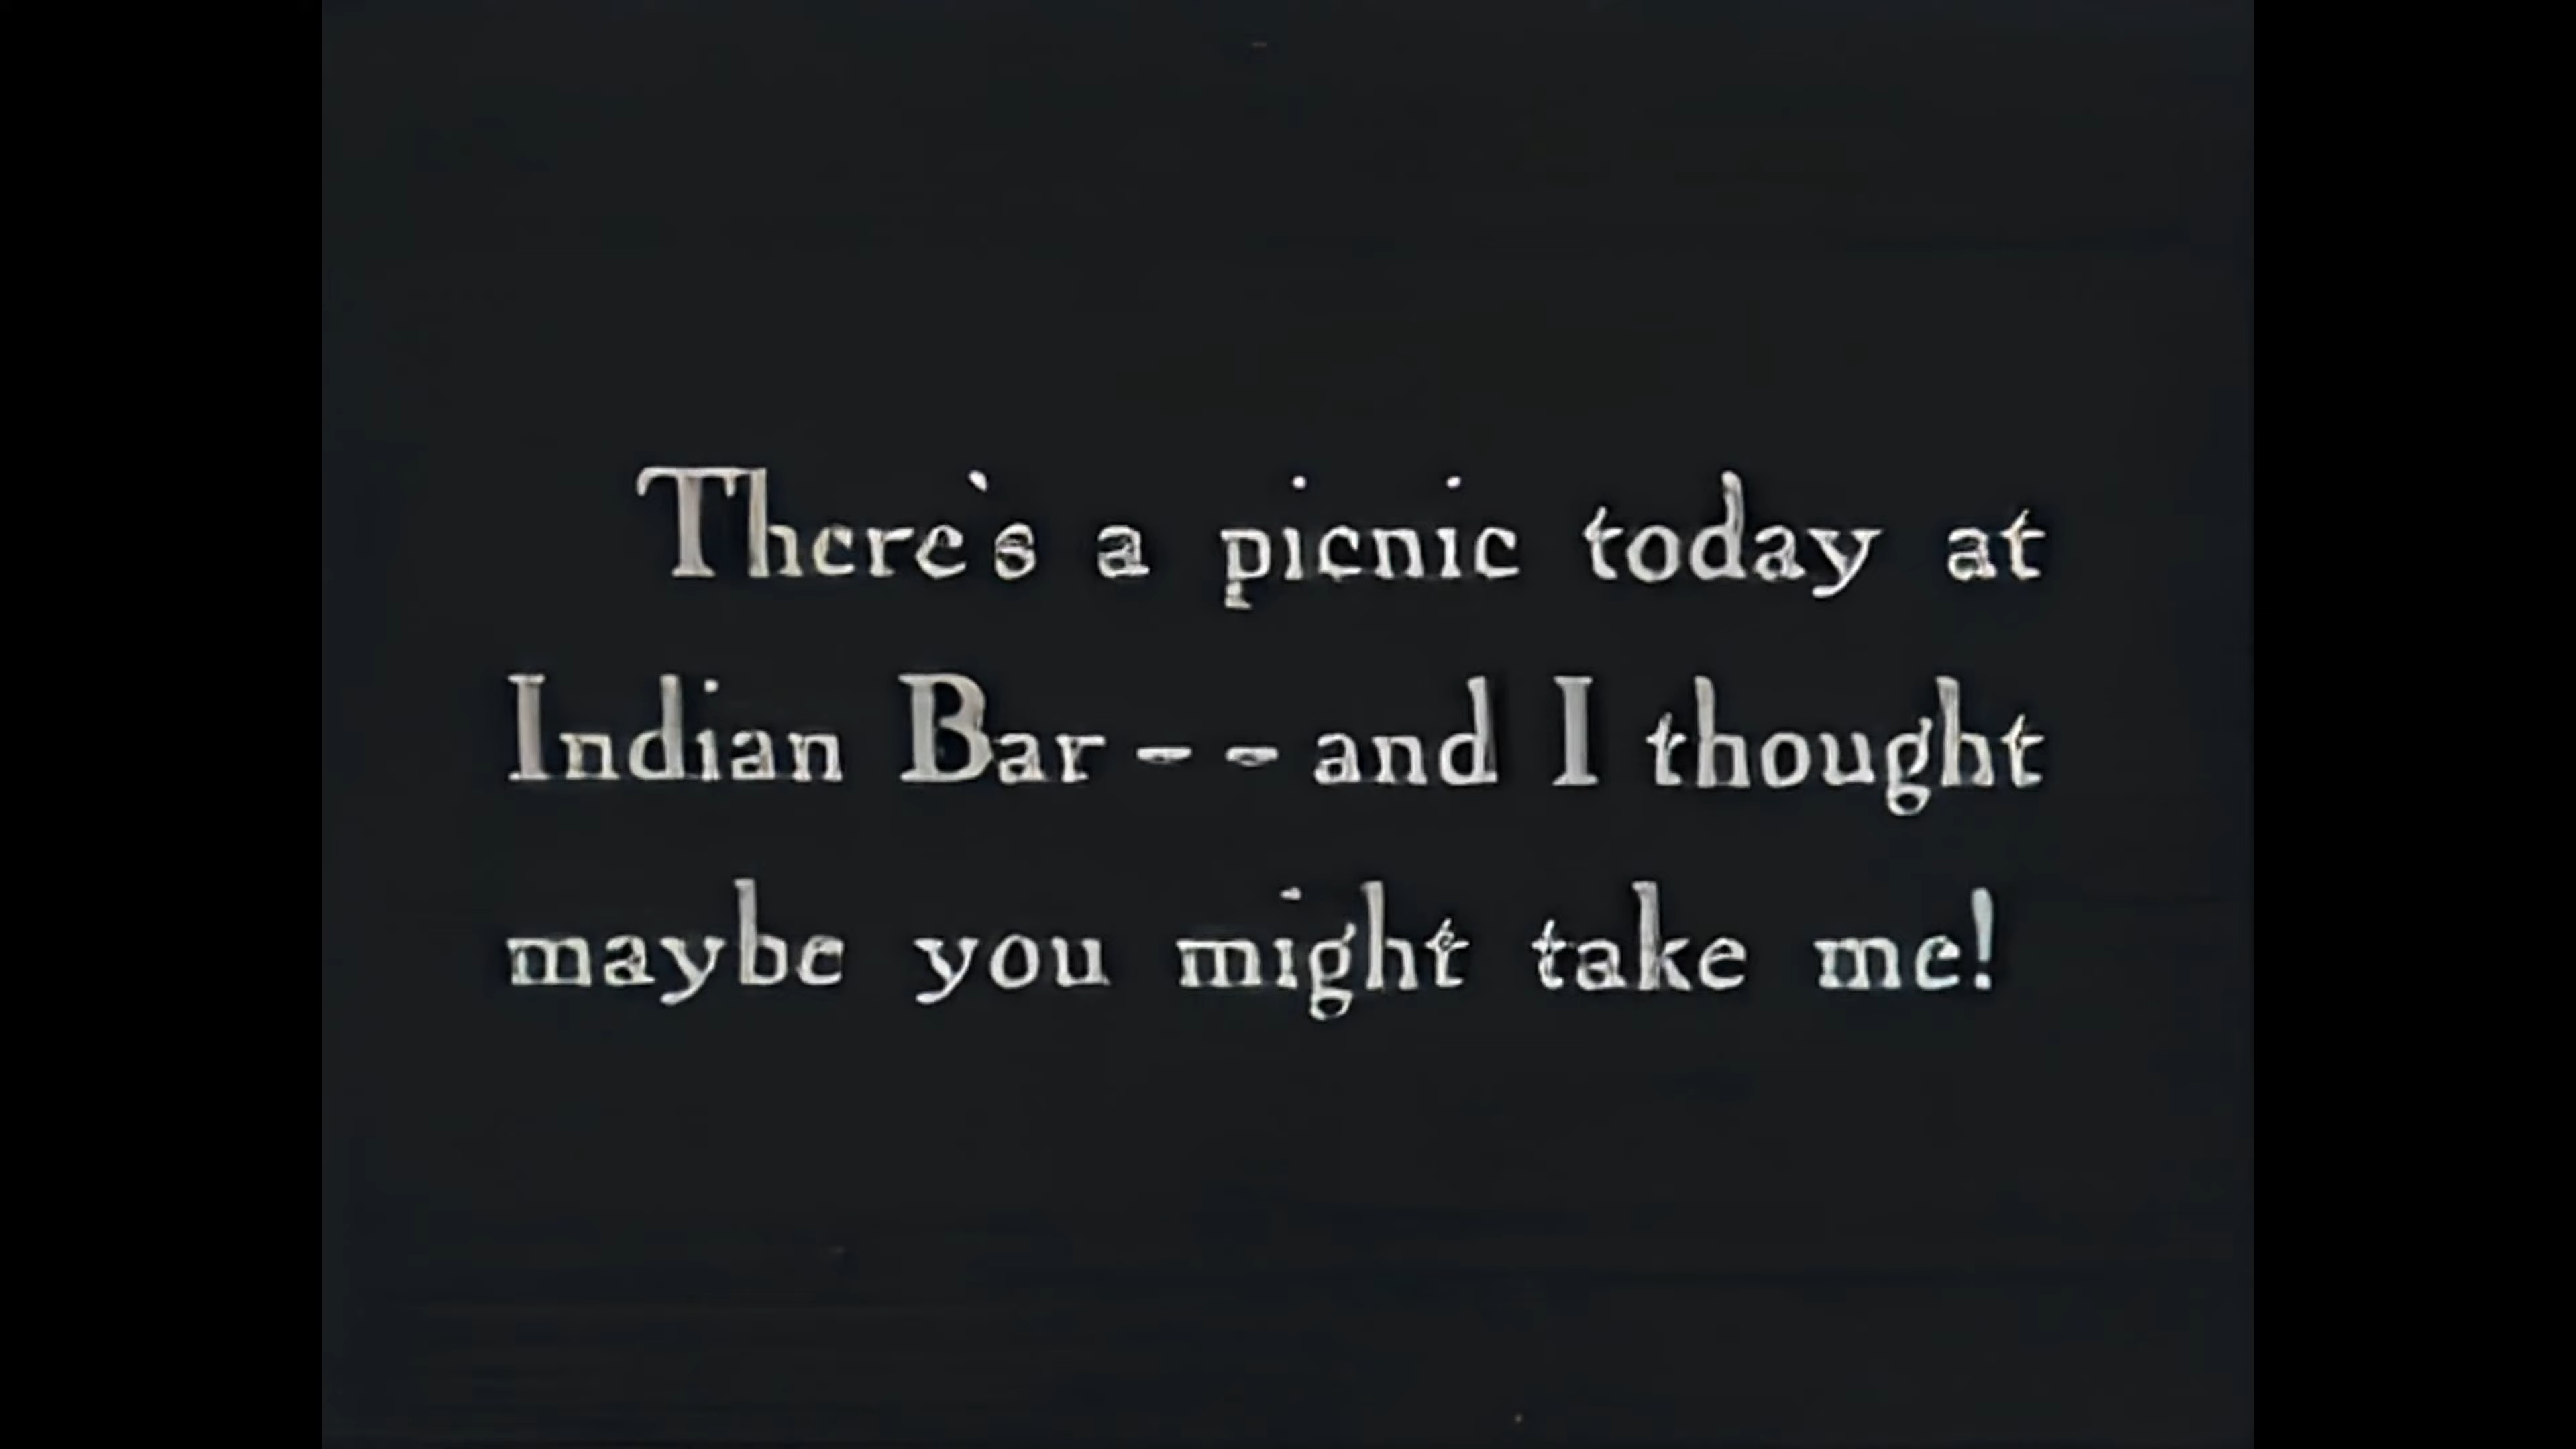 There's a picnic today at
Indian Bar -- and I thought
maybe you might take me!